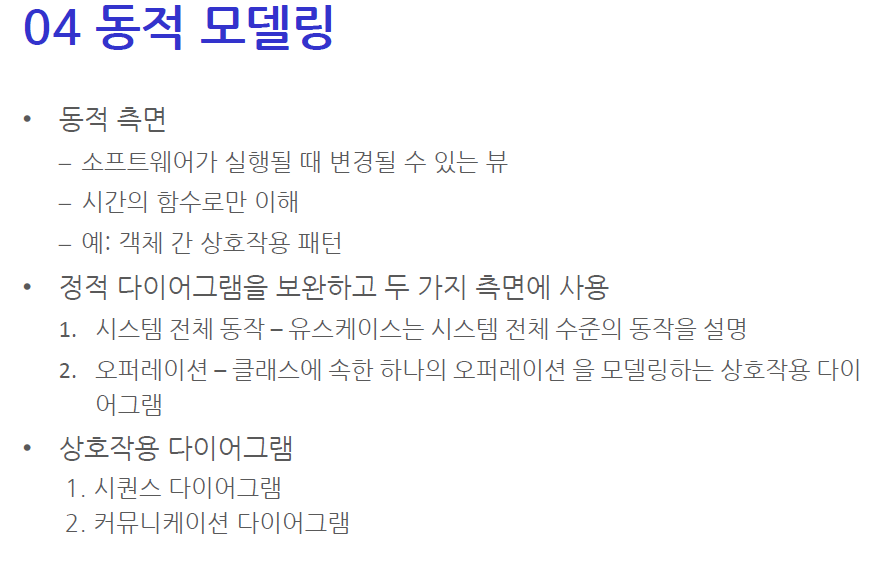 04 동적 모델링
• 동적 측면
– 소프트웨어가 실행될 때 변경될 수 있는 뷰
– 시간의 함수로만 이해
– 예: 객체 간 상호작용 패턴
• 정적 다이어그램을 보완하고 두 가지 측면에 사용
1. 시스템 전체 동작 – 유스케이스는 시스템 전체 수준의 동작을 설명
2. 오퍼레이션 – 클래스에 속한 하나의 오퍼레이션 을 모델링하는 상호작용 다이
어그램
• 상호작용 다이어그램
1. 시퀀스 다이어그램
2. 커뮤니케이션 다이어그램